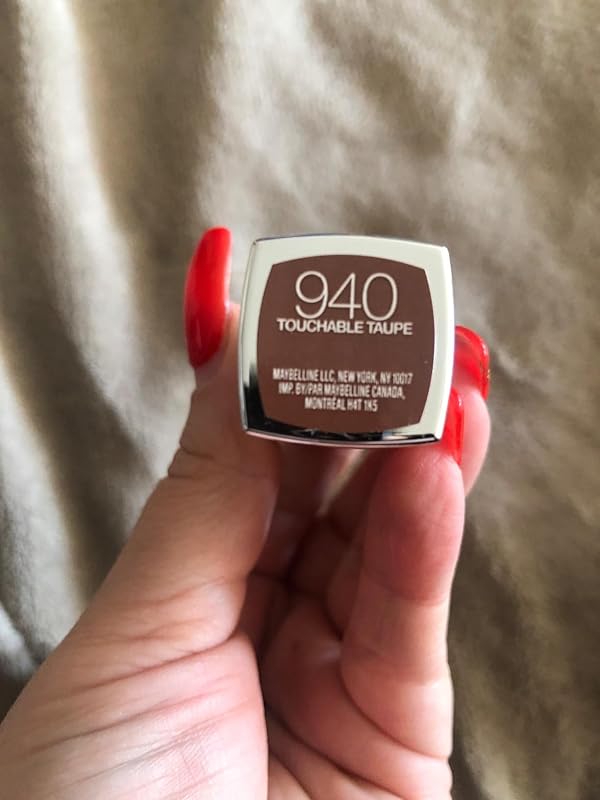 940
TOUCHABLE TAUPE
MAYBELLINE LLC, NEW YORK, NY 10017
IMP. BY/PAR MAYBELLINE CANADA,
MONTRÉAL H4T 1K5